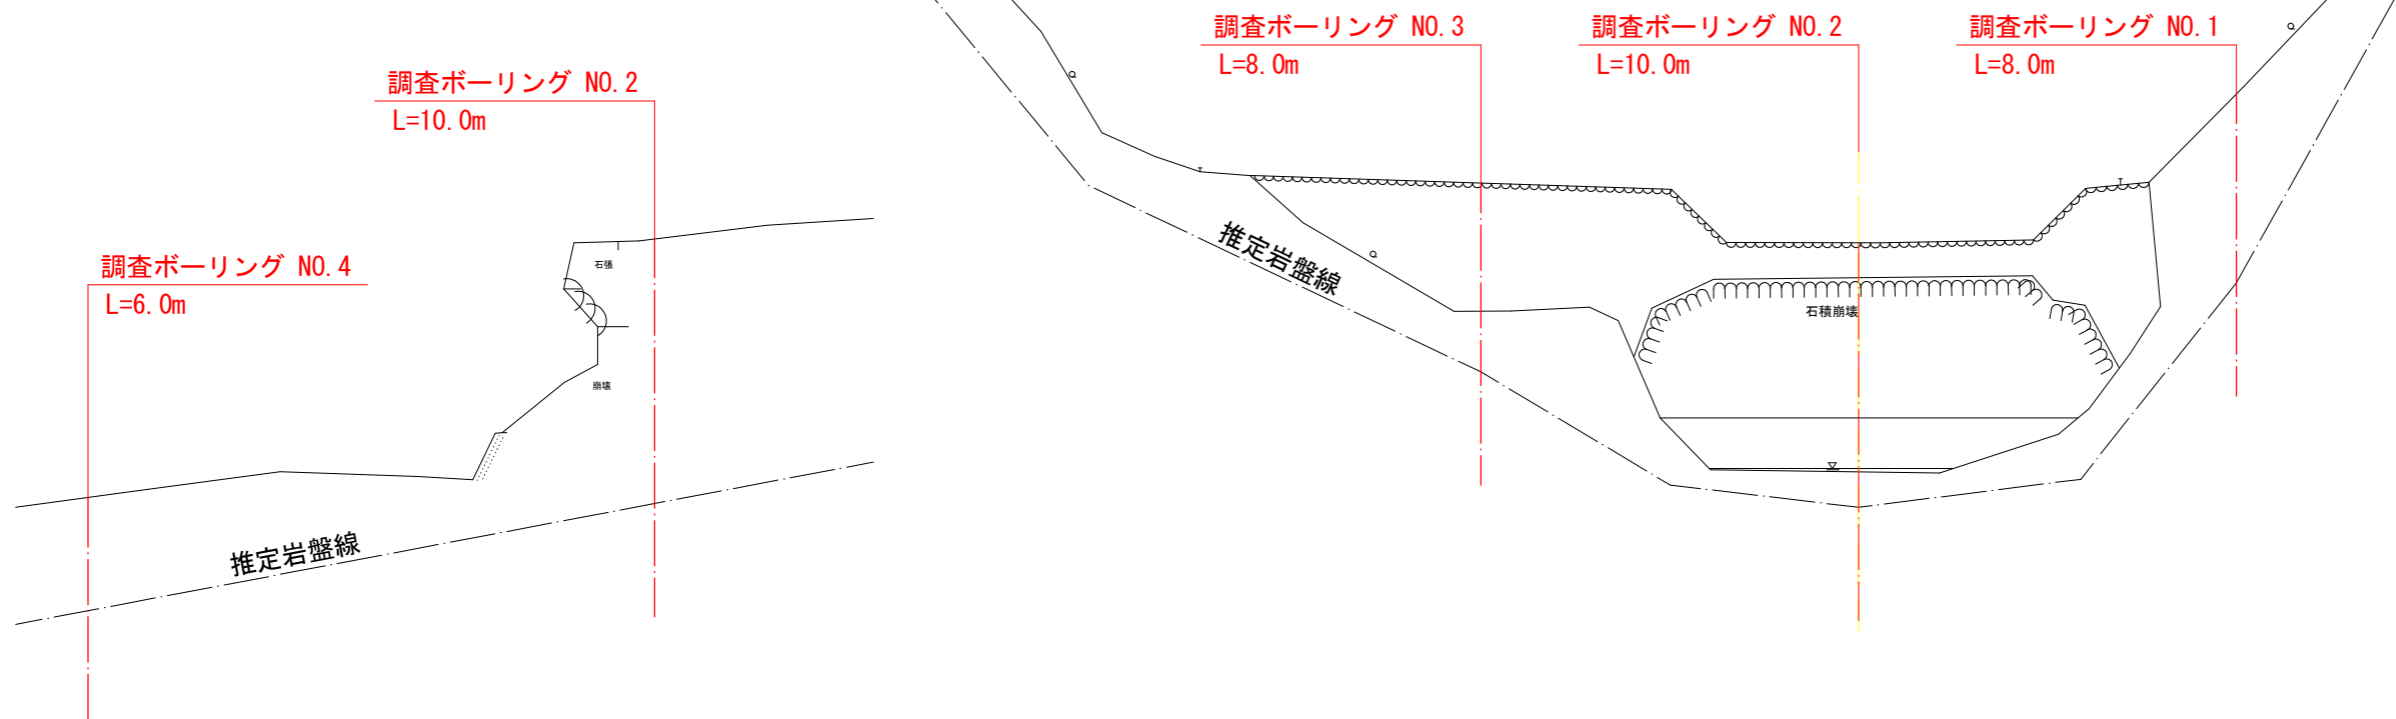 調査ボーリング NO.2
L=10.0m
石張
崩壊
調査ボーリング NO.4
L=6.0m
推定岩盤線
調査ボーリング NO.3
L=8.0m
調査ボーリング NO.2
L=10.0m
調査ボーリング NO.1
L=8.0m
推定岩盤線
石積崩壊